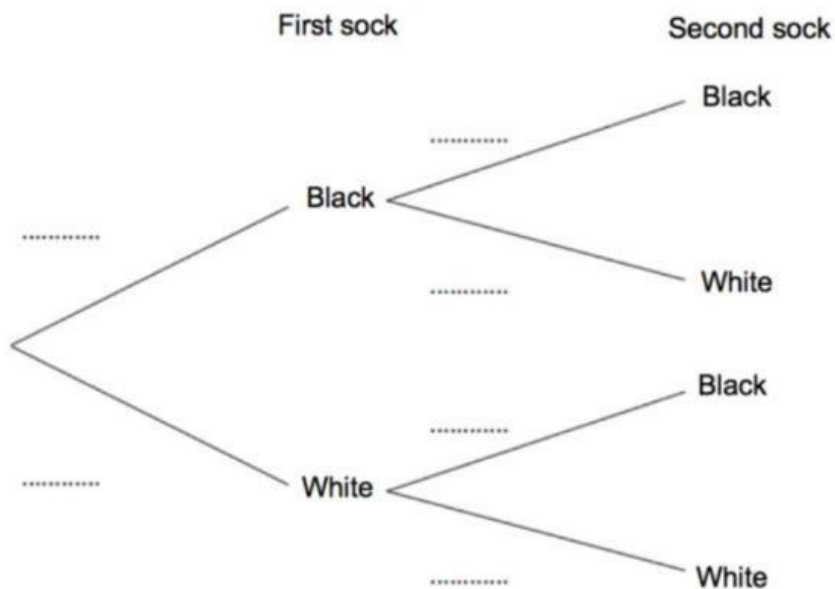 First sock Second sock
Black
............
Black
............
............
White
Black
............
............
White
............
White